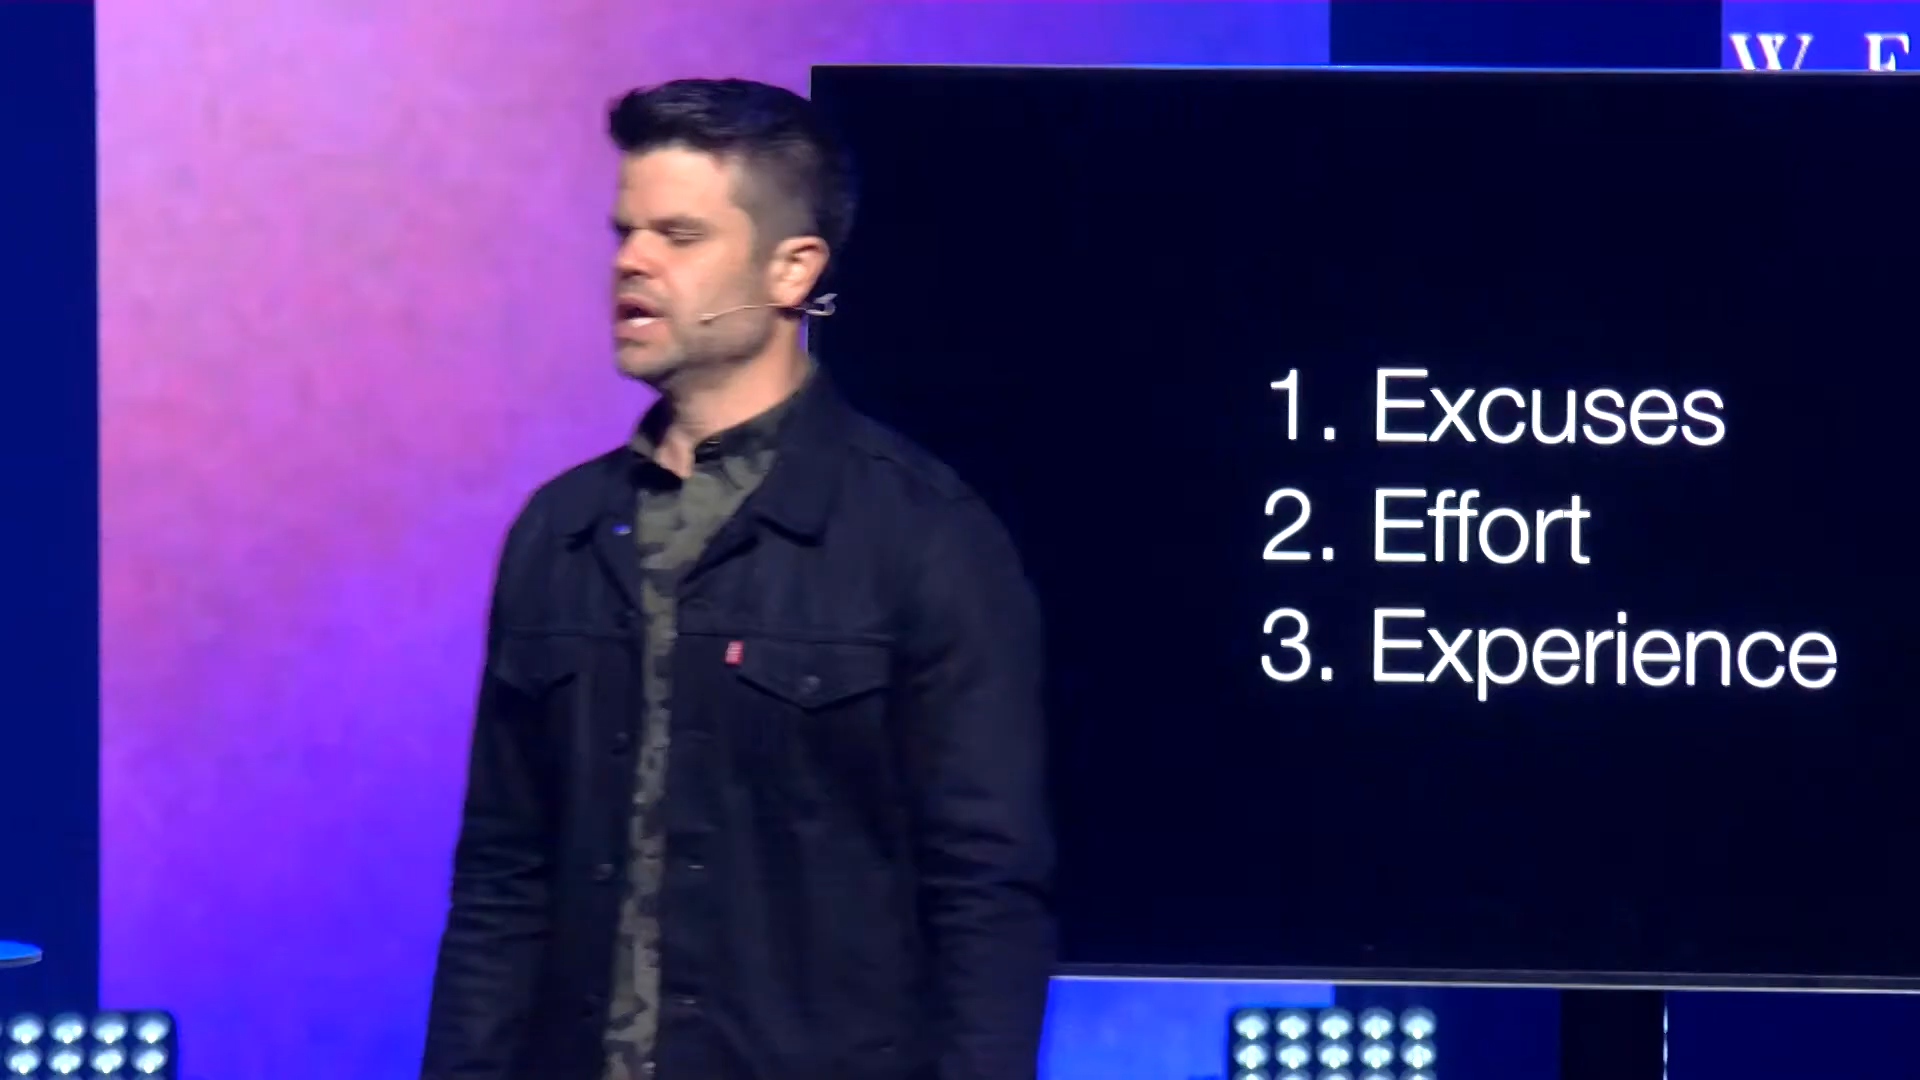 W E
1. Excuses
2. Effort
3. Experience